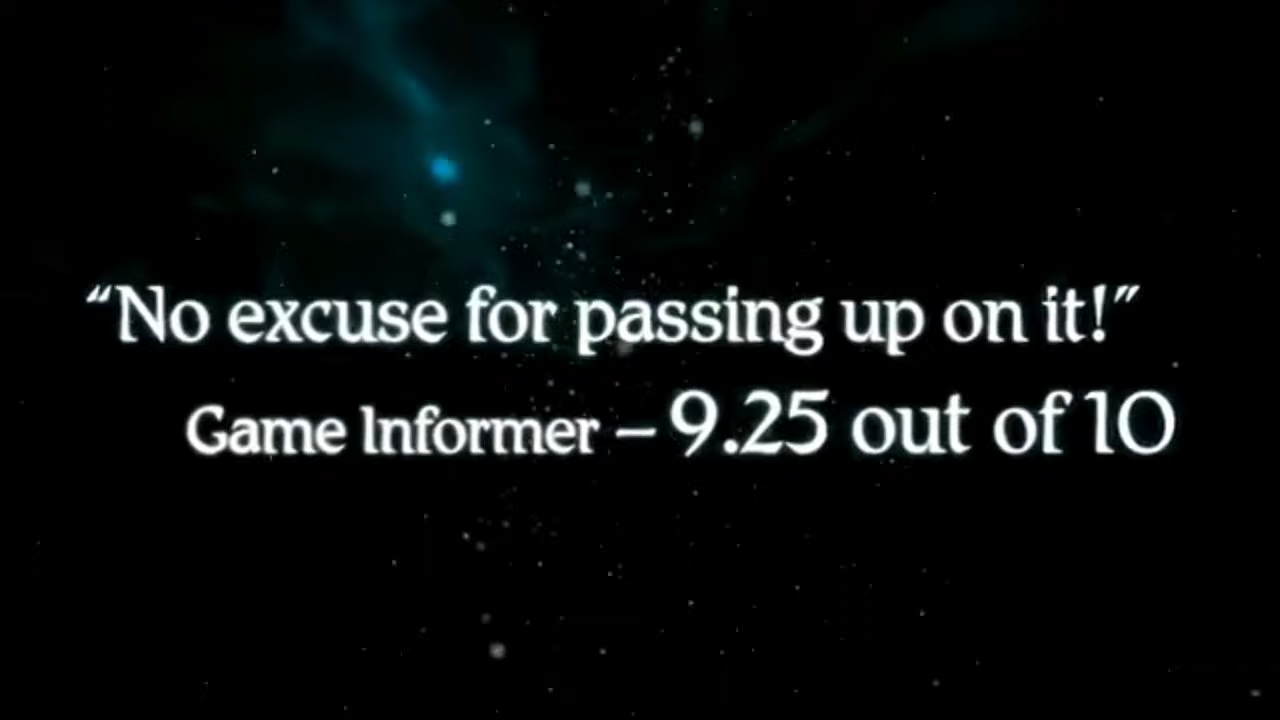 “No excuse for passing up on it!”
Game Informer – 9.25 out of 10